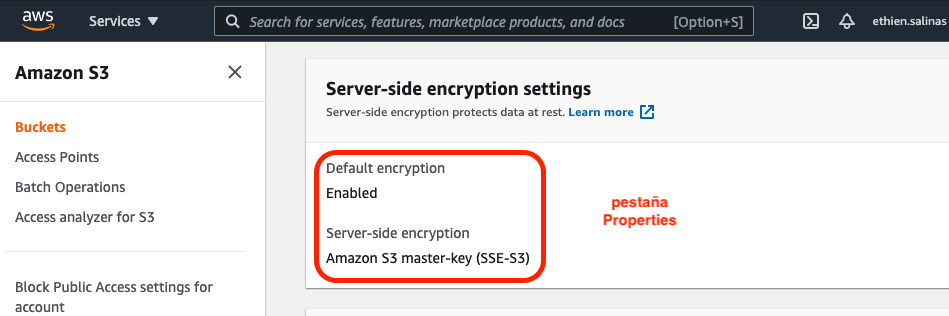 aws
Services
Search for services, features, marketplace products, and docs
[Option+S]
ethien.salinas
Amazon S3
Buckets
Access Points
Batch Operations
Access analyzer for S3
Block Public Access settings for
account
Server-side encryption settings
Server-side encryption protects data at rest. Learn more
Default encryption
Enabled
Server-side encryption
Amazon S3 master-key (SSE-S3)
pestaña
Properties